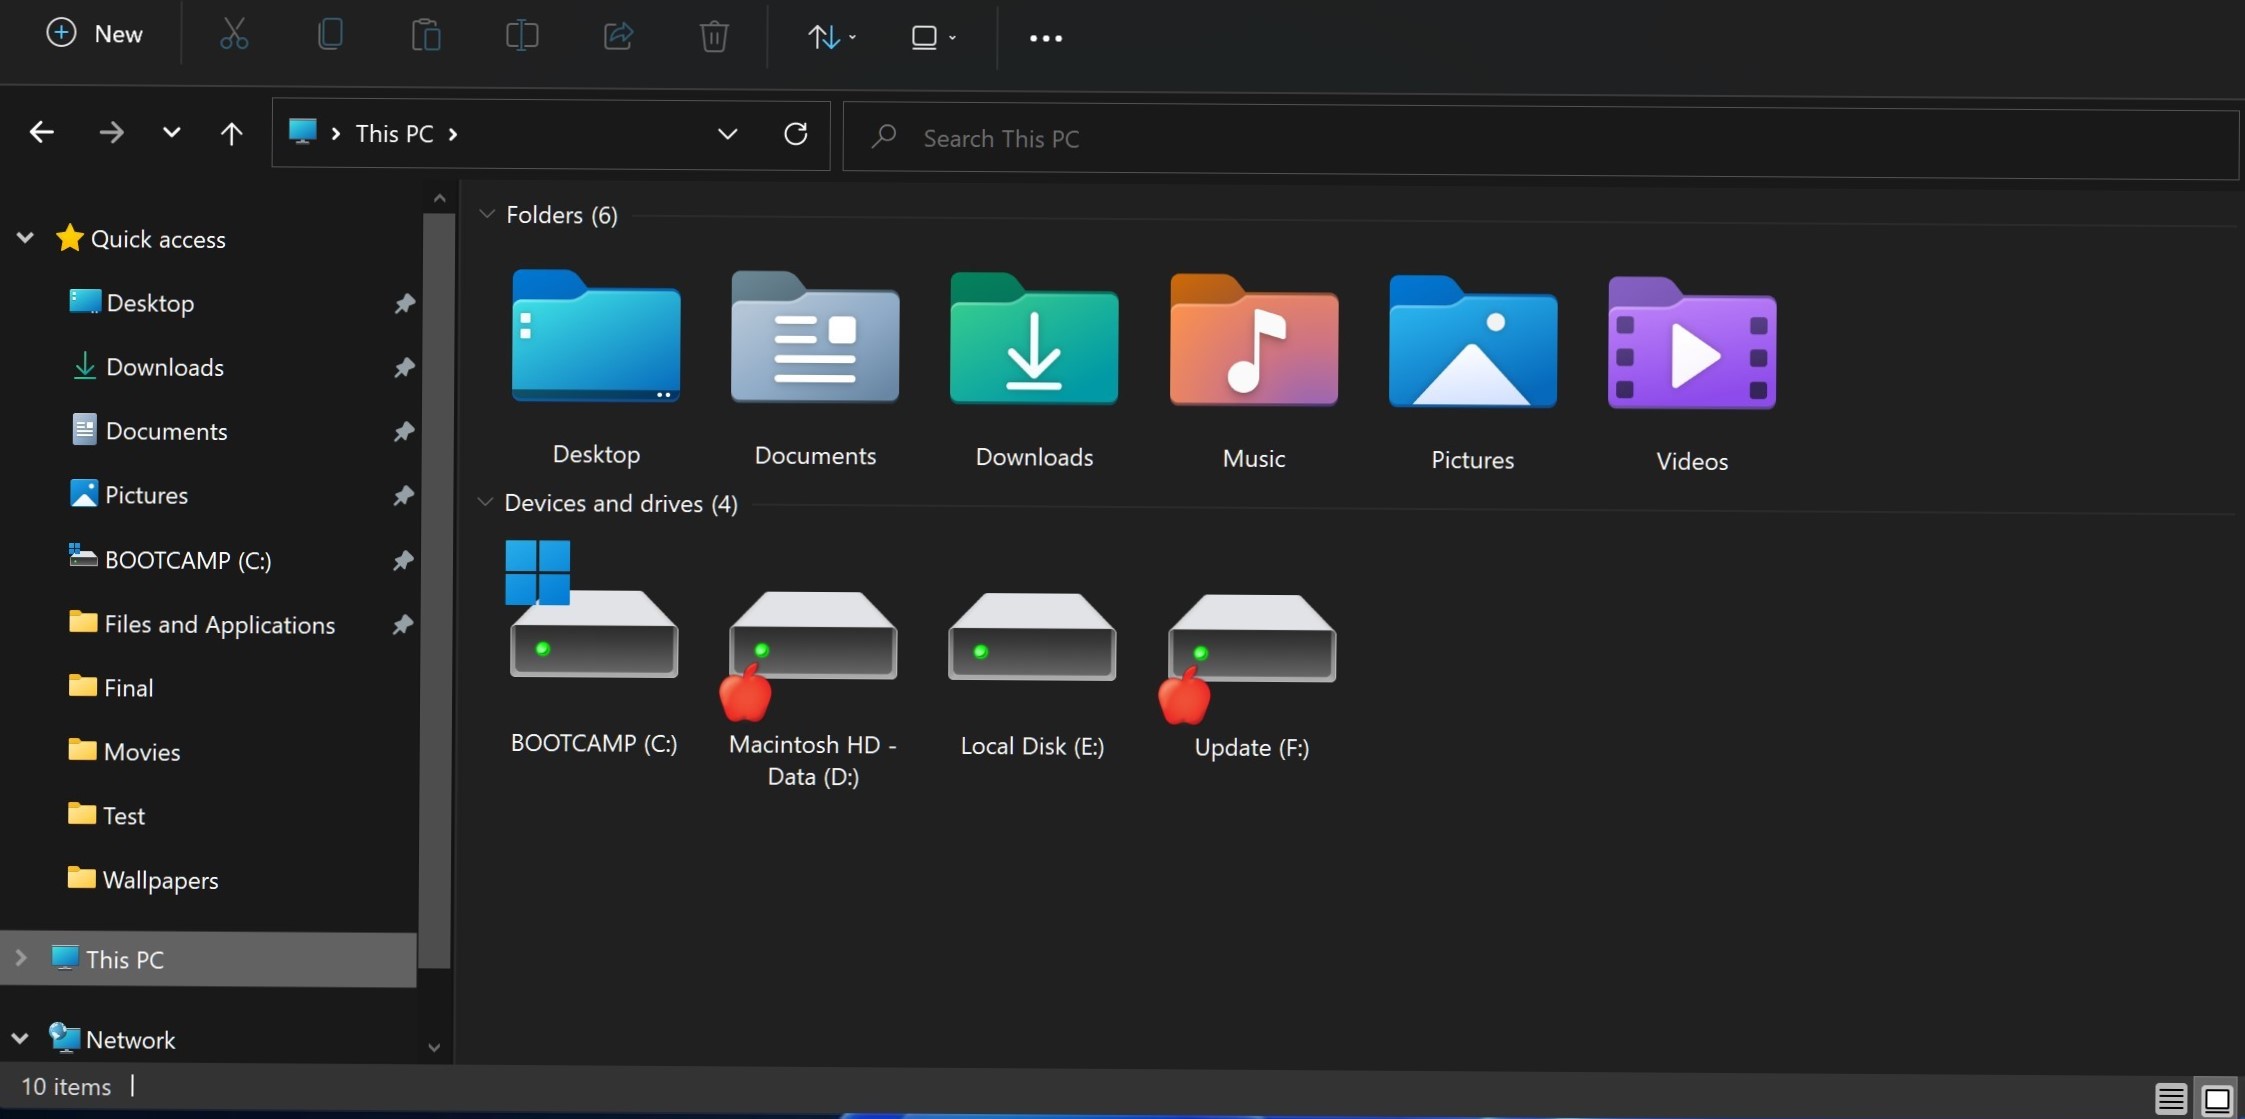 New
This PC
Search This PC
Quick access
Desktop
Downloads
Documents
Pictures
BOOTCAMP (C:)
Files and Applications
Final
Movies
Test
Wallpapers
This PC
Network
Folders (6)
Desktop
Documents
Downloads
Music
Pictures
Videos
Devices and drives (4)
BOOTCAMP (C:)
Macintosh HD -
Data (D:)
Local Disk (E:)
Update (F:)
10 items